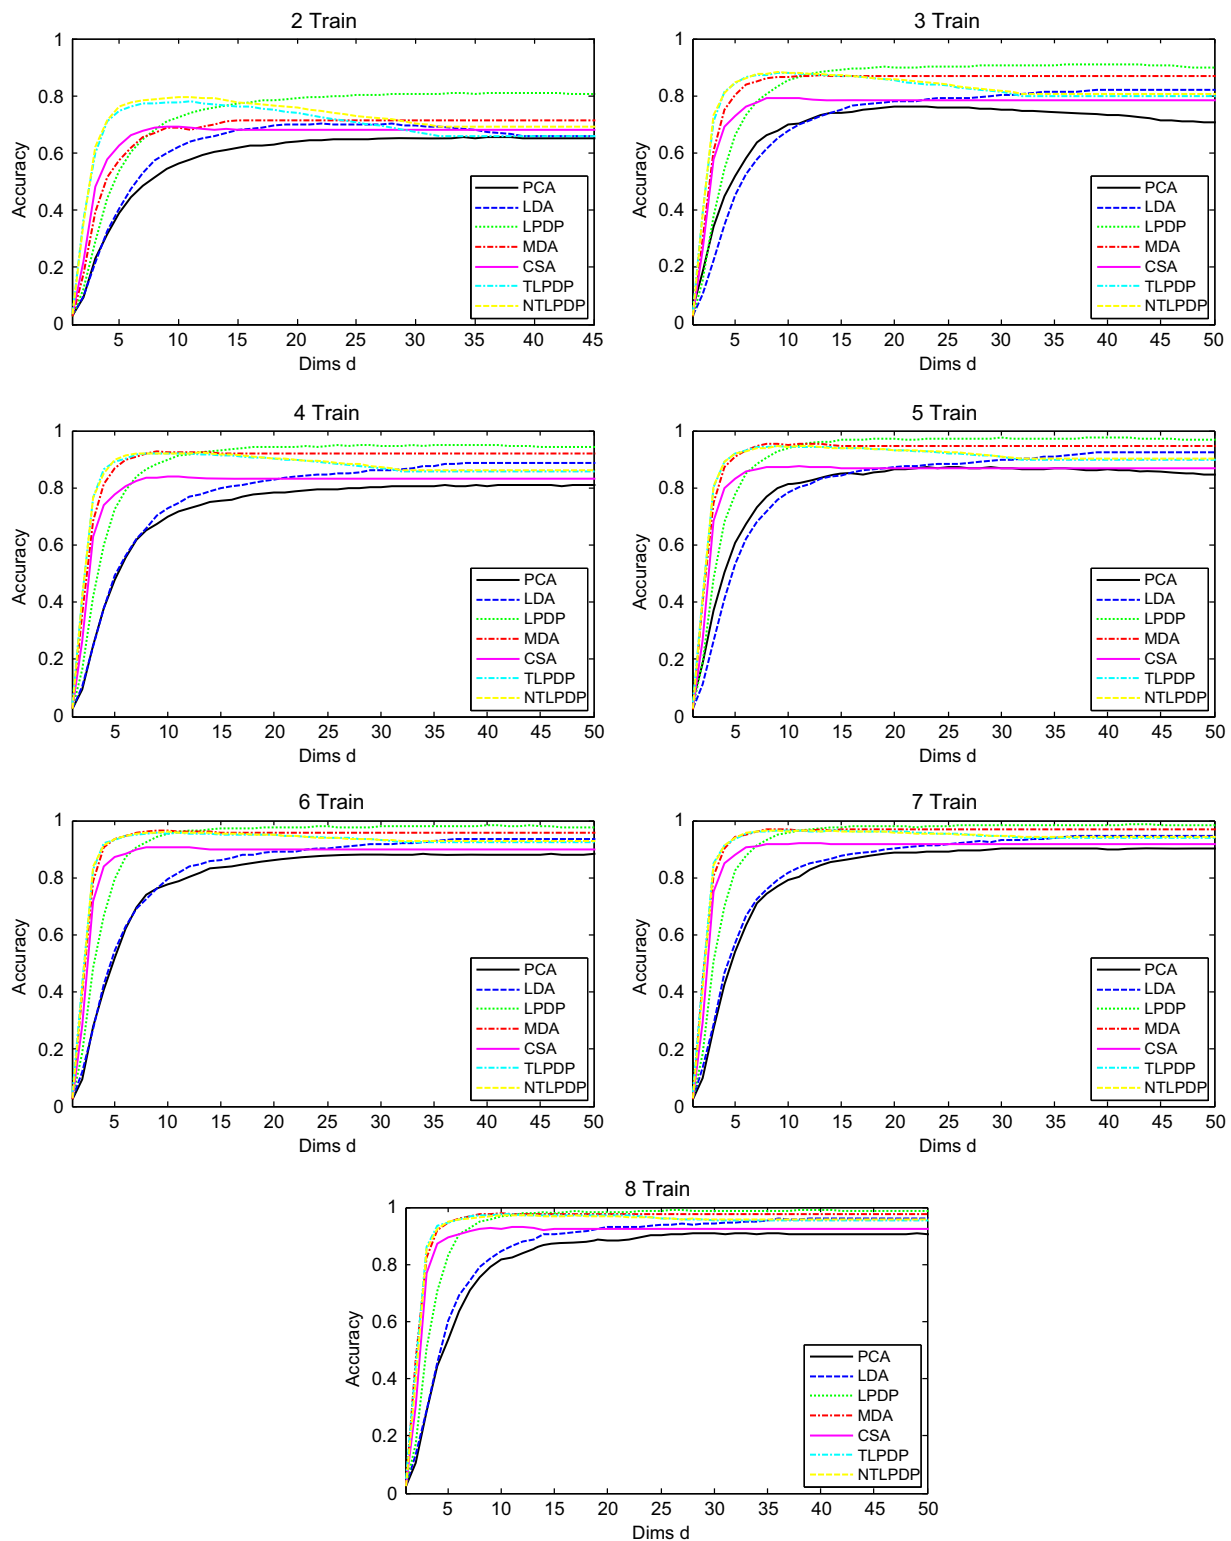 2 Train
1
0.8
0.6
0.4
0.2
0
Accuracy
PCA
LDA
LPDP
MDA
CSA
TLPDP
NTLPDP
5 10 15 20 25 30 35 40 45
Dims d
3 Train
1
0.8
0.6
0.4
0.2
0
Accuracy
PCA
LDA
LPDP
MDA
CSA
TLPDP
NTLPDP
5 10 15 20 25 30 35 40 45 50
Dims d
4 Train
1
0.8
0.6
0.4
0.2
0
Accuracy
PCA
LDA
LPDP
MDA
CSA
TLPDP
NTLPDP
5 10 15 20 25 30 35 40 45 50
Dims d
5 Train
1
0.8
0.6
0.4
0.2
0
Accuracy
PCA
LDA
LPDP
MDA
CSA
TLPDP
NTLPDP
5 10 15 20 25 30 35 40 45 50
Dims d
6 Train
1
0.8
0.6
0.4
0.2
0
Accuracy
PCA
LDA
LPDP
MDA
CSA
TLPDP
NTLPDP
5 10 15 20 25 30 35 40 45 50
Dims d
7 Train
1
0.8
0.6
0.4
0.2
0
Accuracy
PCA
LDA
LPDP
MDA
CSA
TLPDP
NTLPDP
5 10 15 20 25 30 35 40 45 50
Dims d
8 Train
1
0.8
0.6
0.4
0.2
0
Accuracy
PCA
LDA
LPDP
MDA
CSA
TLPDP
NTLPDP
5 10 15 20 25 30 35 40 45 50
Dims d